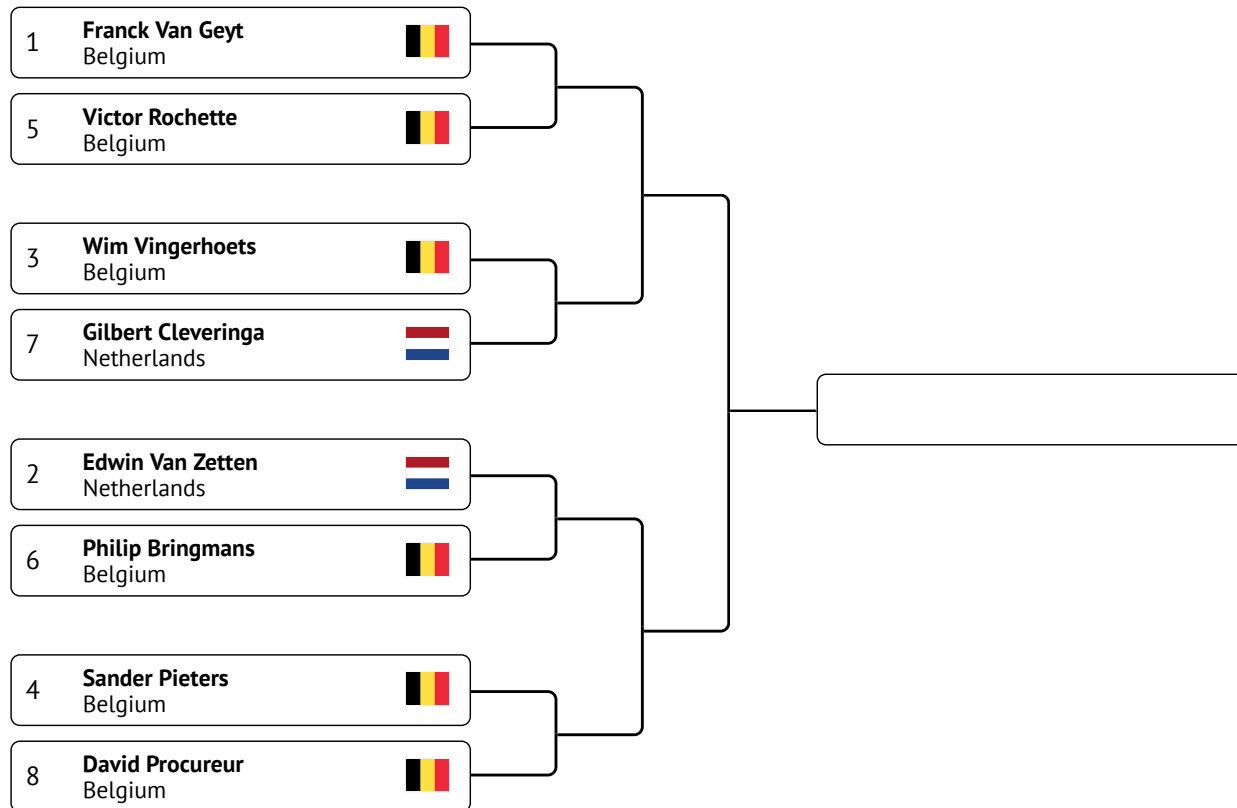 1
Franck Van Geyt
Belgium
5
Victor Rochette
Belgium
3
Wim Vingerhoets
Belgium
7
Gilbert Cleveringa
Netherlands
2
Edwin Van Zetten
Netherlands
6
Philip Bringmans
Belgium
4
Sander Pieters
Belgium
8
David Procureur
Belgium